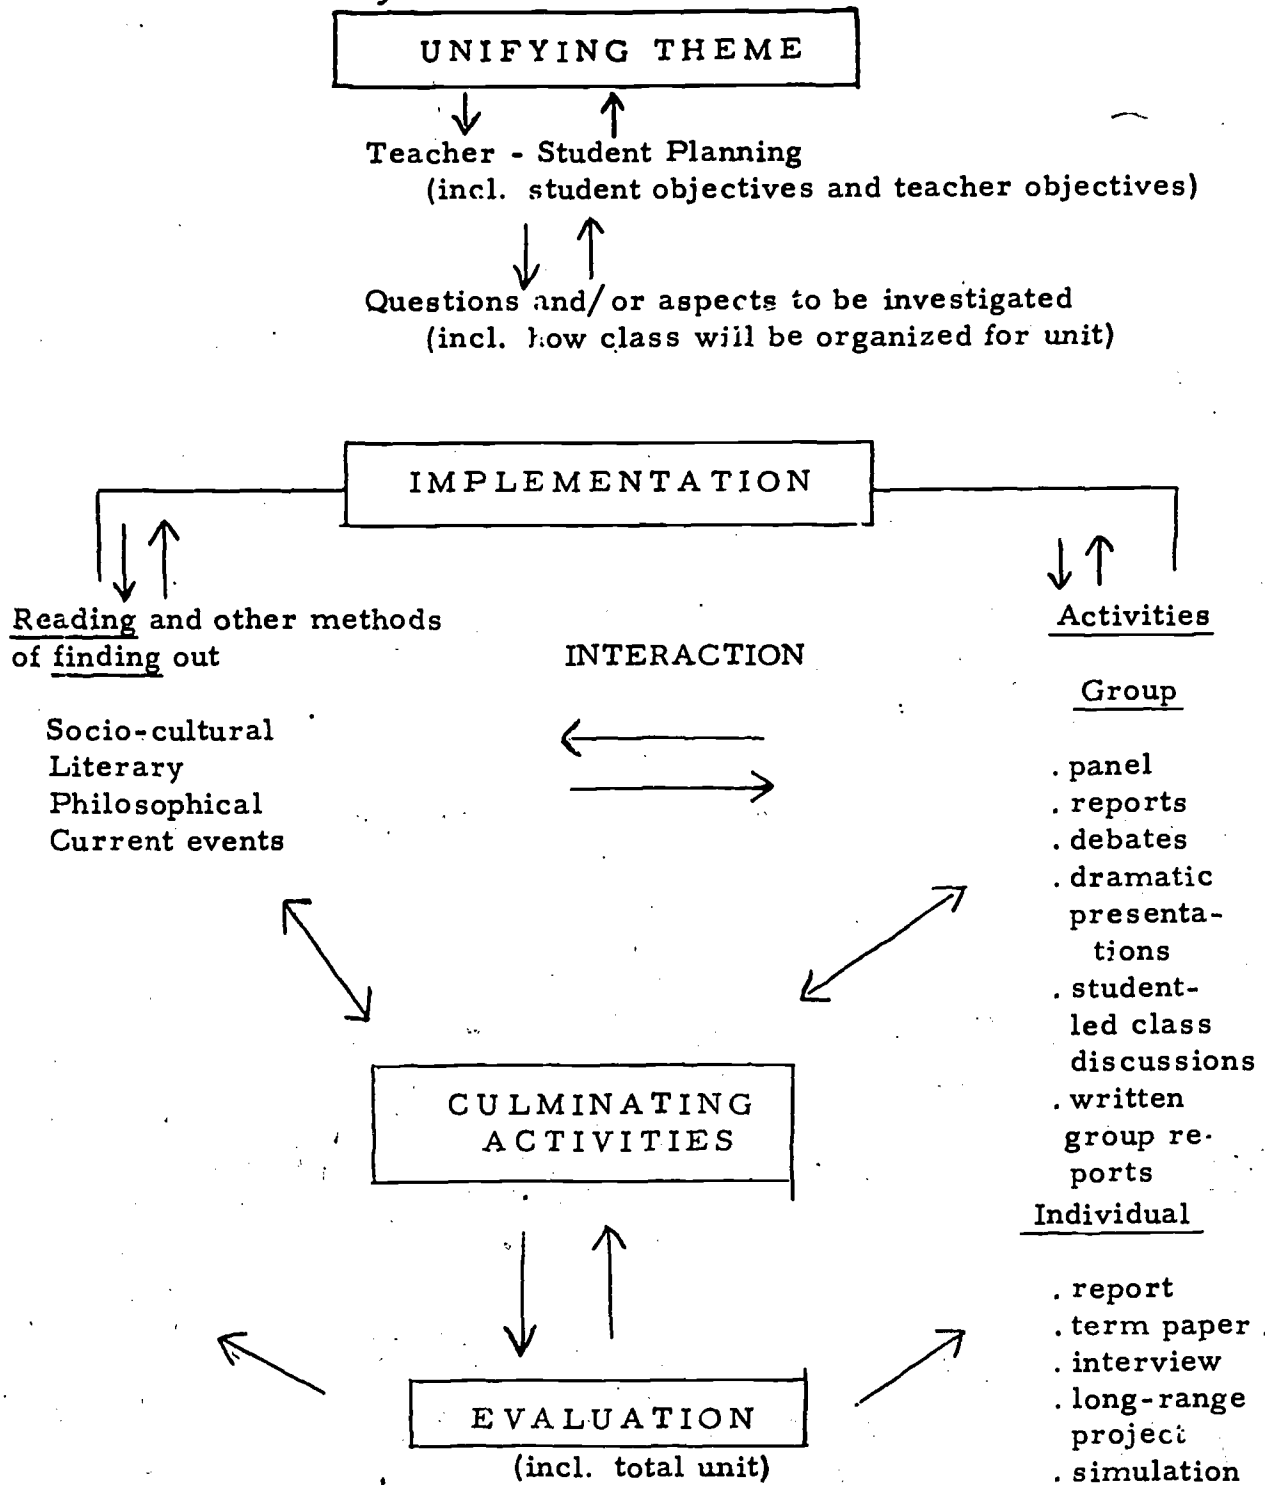 UNIFYING THEME
Teacher - Student Planning
(incl. student objectives and teacher objectives)
Questions and/or aspects to be investigated
(incl. how class will be organized for unit)
IMPLEMENTATION
Reading and other methods
of finding out
Socio-cultural
Literary
Philosophical
Current events
INTERACTION
Activities
Group
. panel
. reports
. debates
. dramatic
presenta-
tions
. student-
led class
discussions
. written
group re-
ports
Individual
. report
. term paper
. interview
. long-range
project
. simulation
CULMINATING
ACTIVITIES
EVALUATION
(incl. total unit)